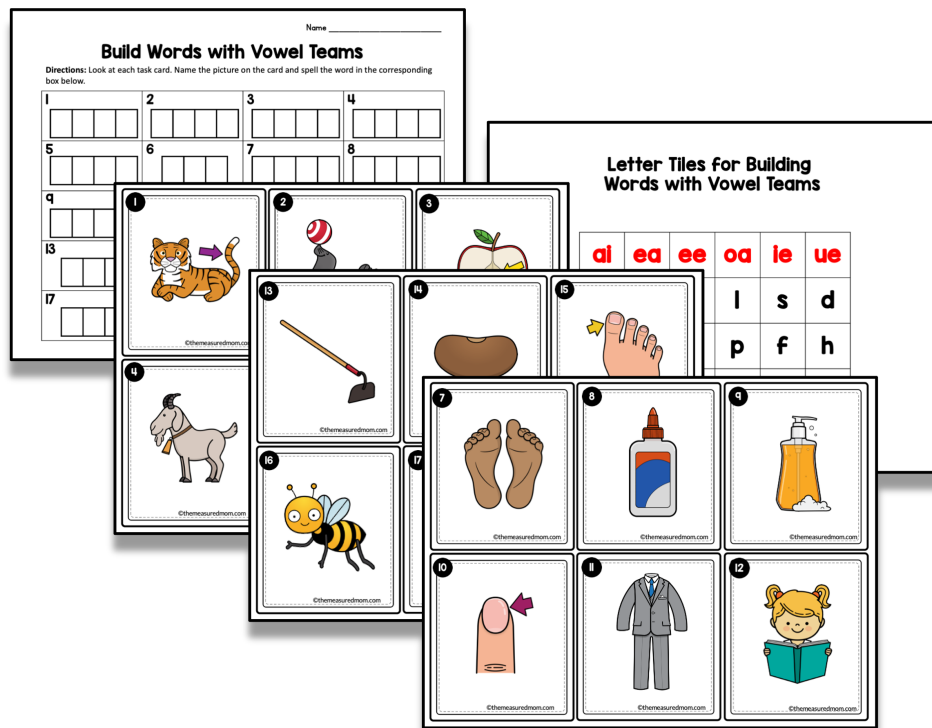 Name
Build Words with Vowel Teams
Directions: Look at each task card. Name the picture on the card and spell the word in the corresponding
box below.
1 2 3 4
5 6 7 8
9
13
17
Letter Tiles for Building
Words with Vowel Teams
ai ea ee oa ie ue
l s d
p f h
1 2 3
©themeasuredmom.co
4
©themeasuredmom.com
13 14 15
©themeasuredmom.com
16 17
©themeasuredmom.com
7 8 9
©themeasuredmom.com ©themeasuredmom.com ©themeasuredmom.com
10 11 12
©themeasuredmom.com ©themeasuredmom.com ©themeasuredmom.com